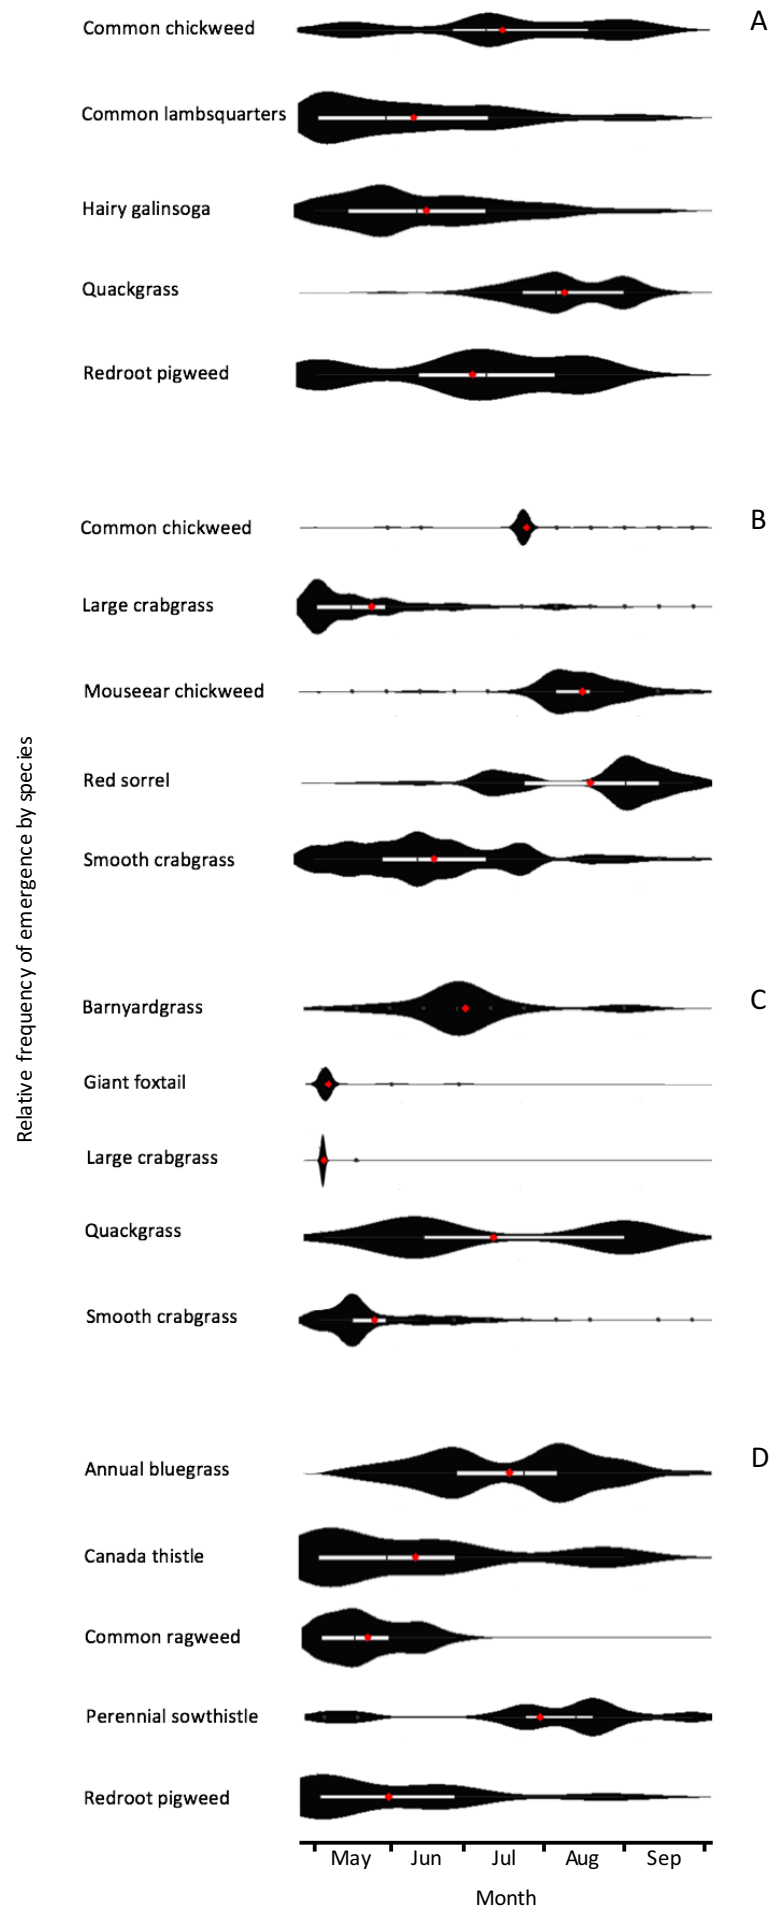 Common chickweed
A
Common lambsquarters
Hairy galinsoga
Quackgrass
Redroot pigweed
Common chickweed
B
Large crabgrass
Mouseear chickweed
Red sorrel
Smooth crabgrass
Relative frequency of emergence by species
Barnyardgrass
C
Giant foxtail
Large crabgrass
Quackgrass
Smooth crabgrass
Annual bluegrass
D
Canada thistle
Common ragweed
Perennial sowthistle
Redroot pigweed
May Jun Jul Aug Sep
Month